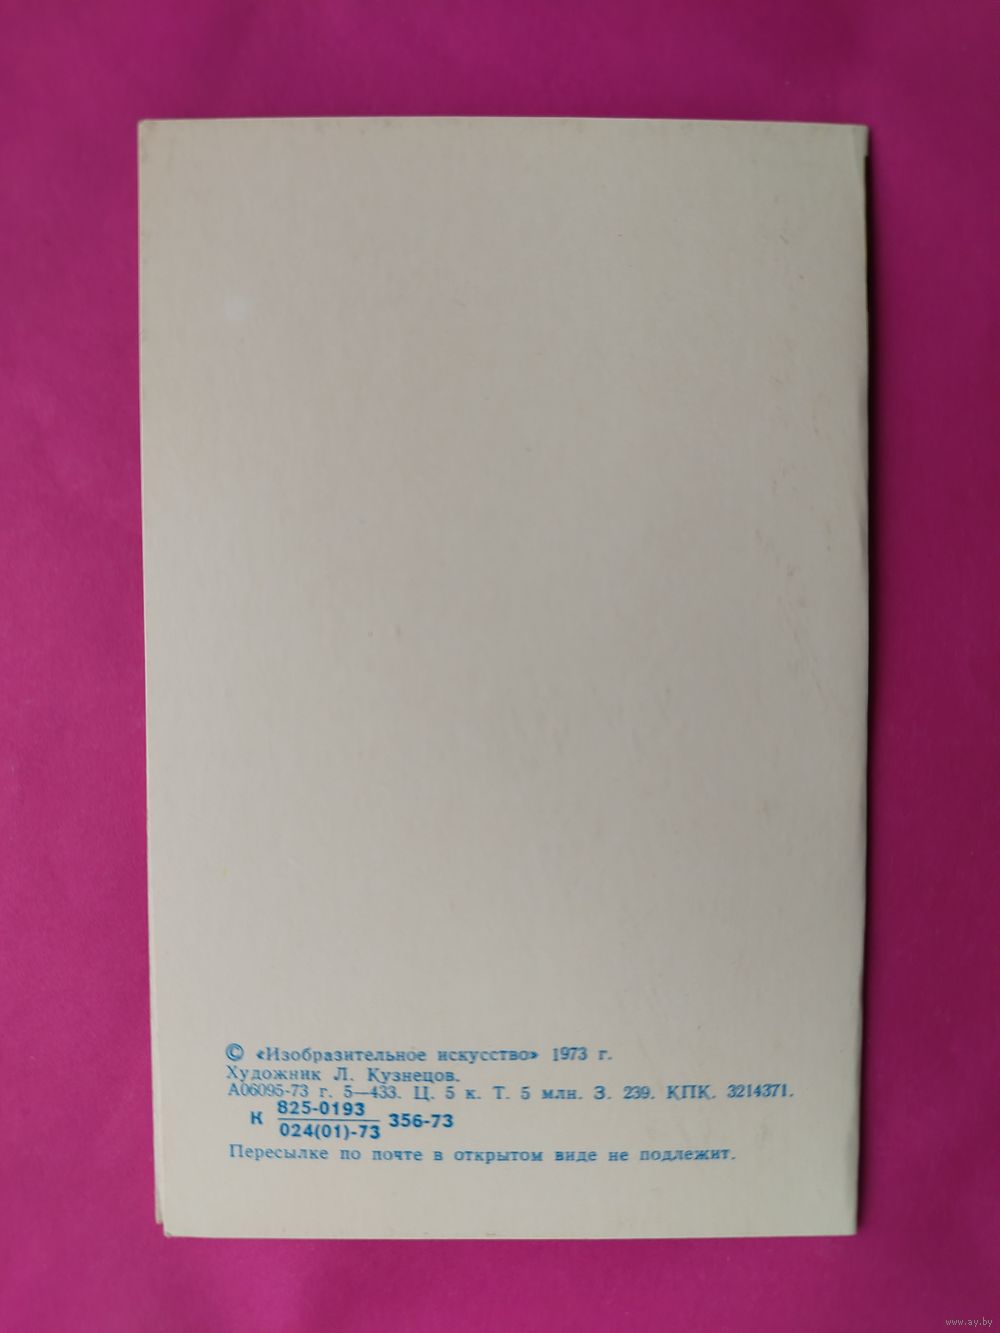 © «Изобразительное искусство» 1973 г.
Художник Л. Кузнецов.
А06095-73 г. 5—433. Ц. 5 к. Т. 5 млн. З. 239. КПК. 3214371.
К 825-0193
024(01)-73 356-73
Пересылке по почте в открытом виде не подлежит.
www.ay.by